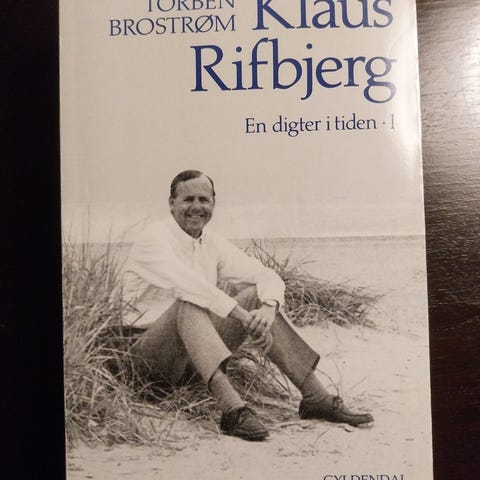 TORBEN
BROSTRØM
Klaus
Rifbjerg
En digter i tiden · I
GYLDENDAL